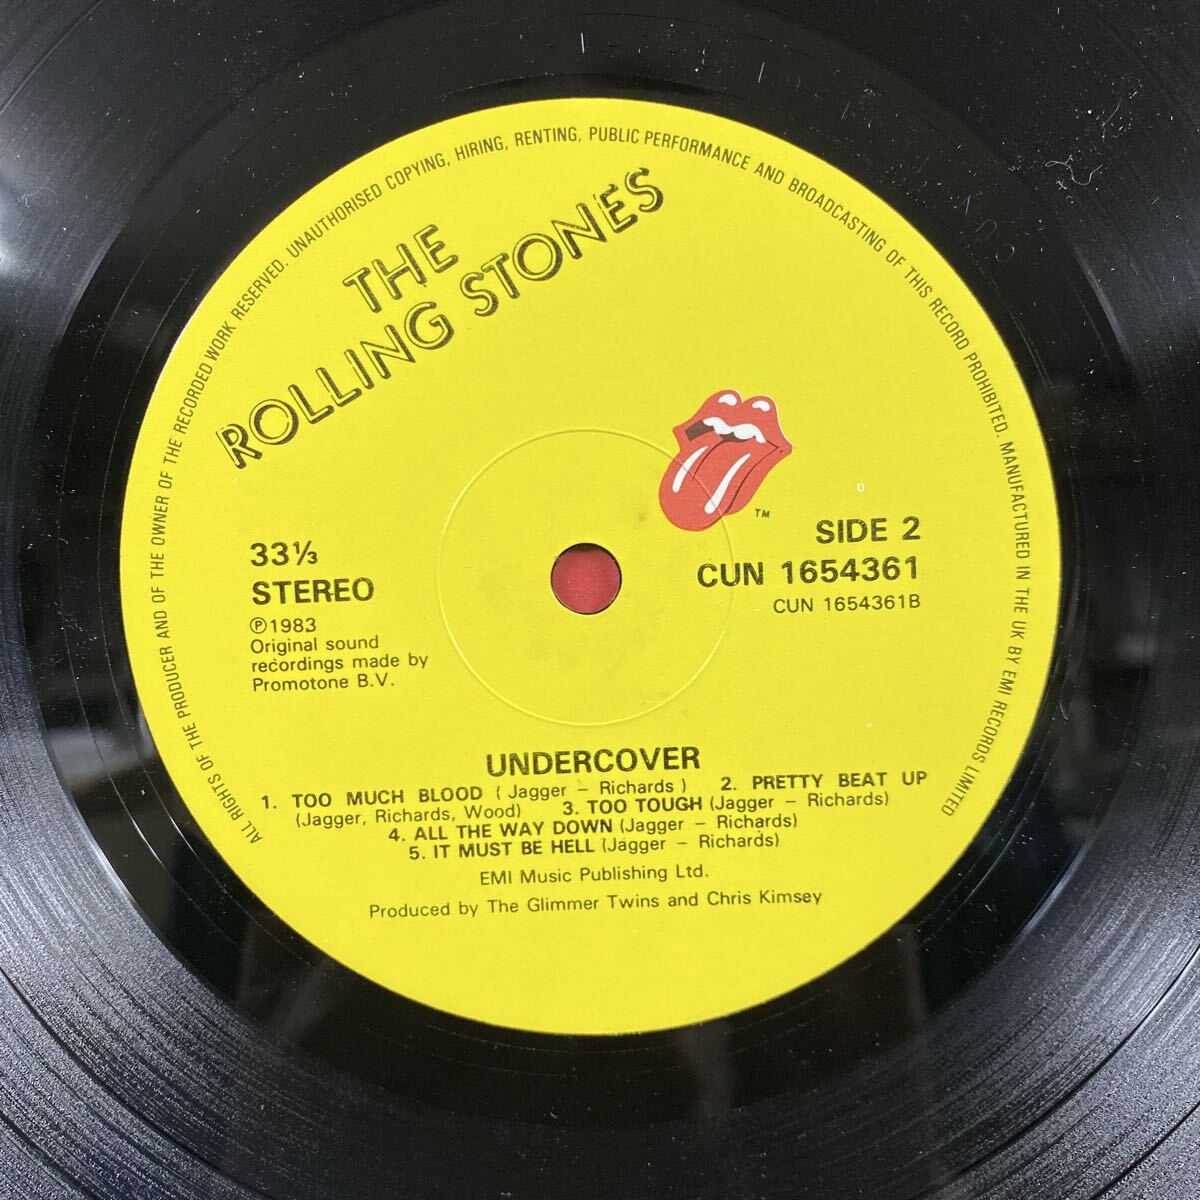 ALL RIGHTS OF THE PRODUCER AND OF THE OWNER OF THE RECORDED WORK RESERVED. UNAUTHORISED COPYING, HIRING, RENTING, PUBLIC PERFORMANCE AND BROADCASTING OF THIS RECORD PROHIBITED. MANUFACTURED IN THE UK BY EMI RECORDS LIMITED
THE
ROLLING STONES
TM
33⅓
STEREO
℗1983
Original sound
recordings made by
Promotone B.V.
SIDE 2
CUN 1654361
CUN 1654361B
UNDERCOVER
1. TOO MUCH BLOOD (Jagger – Richards) 2. PRETTY BEAT UP
(Jagger, Richards, Wood) 3. TOO TOUGH (Jagger – Richards)
4. ALL THE WAY DOWN (Jagger – Richards)
5. IT MUST BE HELL (Jagger – Richards)
EMI Music Publishing Ltd.
Produced by The Glimmer Twins and Chris Kimsey